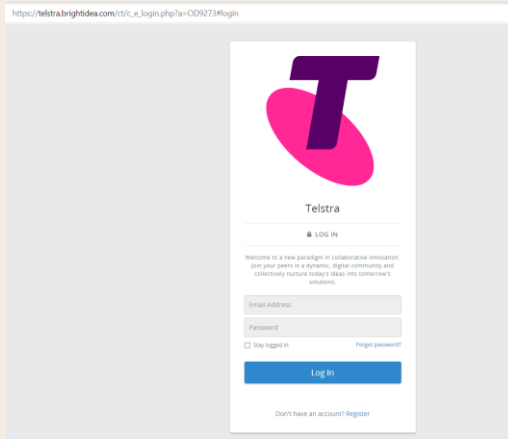 https://telstra.brightidea.com/ct/c_e_login.php?a=OD9273#login
T
Telstra
LOG IN
Welcome to a new paradigm in collaborative innovation.
Join your peers in a dynamic, digital community and
collectively nurture today's ideas into tomorrow's
solutions.
Email Address
Password
Stay logged in Forgot password?
Log In
Don't have an account? Register